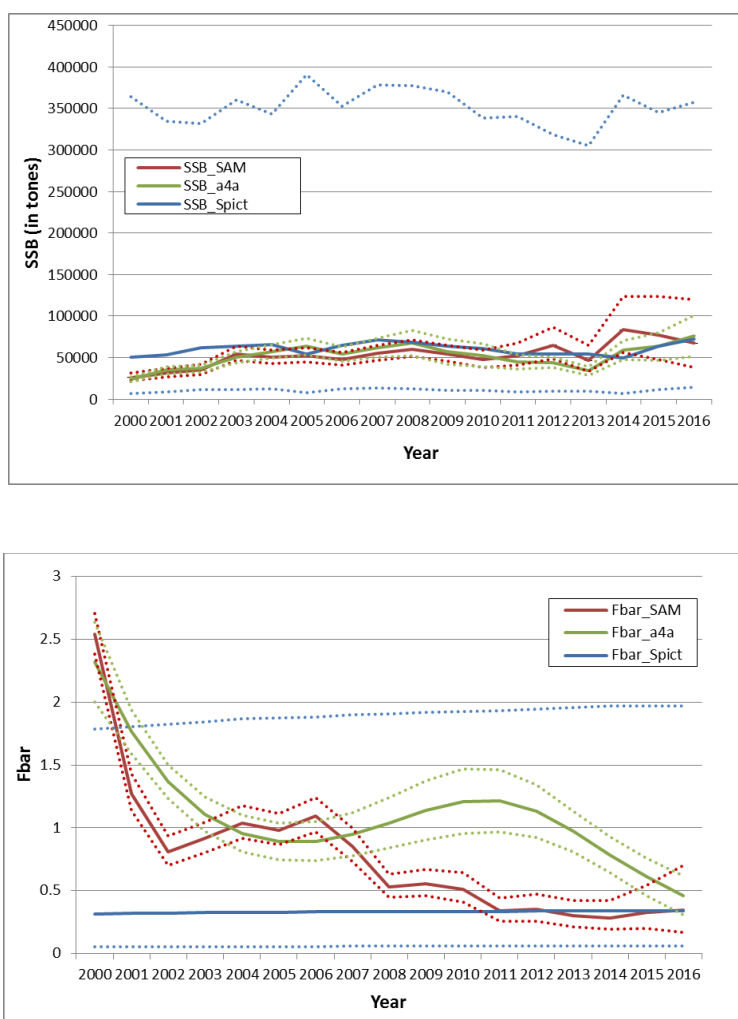 450000
400000
350000
300000
250000
200000
150000
100000
50000
0
SSB (in tones)
SSB_SAM
SSB_a4a
SSB_Spict
2000 2001 2002 2003 2004 2005 2006 2007 2008 2009 2010 2011 2012 2013 2014 2015 2016
Year
3
2.5
2
1.5
1
0.5
0
Fbar
Fbar_SAM
Fbar_a4a
Fbar_Spict
2000 2001 2002 2003 2004 2005 2006 2007 2008 2009 2010 2011 2012 2013 2014 2015 2016
Year